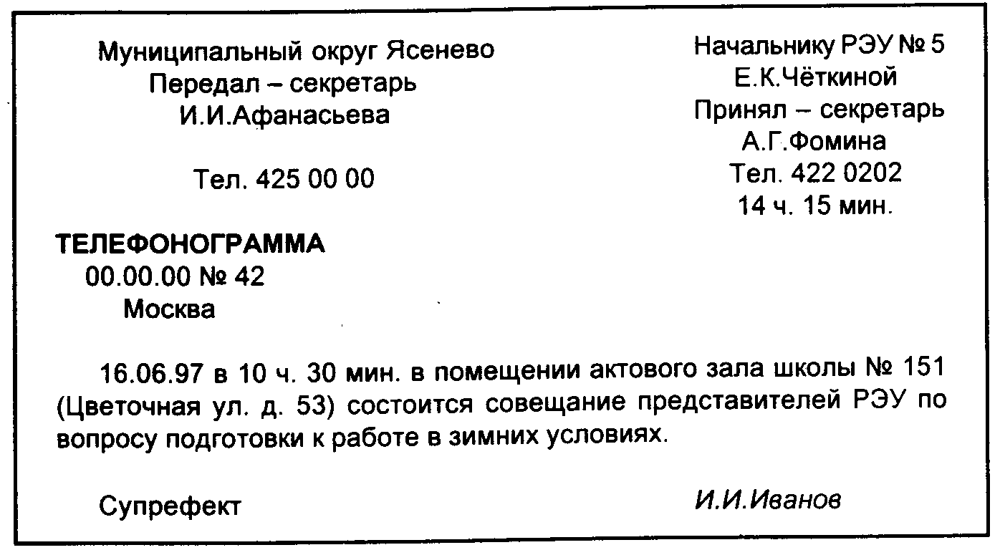 Муниципальный округ Ясенево
Передал – секретарь
И.И.Афанасьева
Тел. 425 00 00
Начальнику РЭУ № 5
Е.К.Чёткиной
Принял – секретарь
А.Г.Фомина
Тел. 422 0202
14 ч. 15 мин.
ТЕЛЕФОНОГРАММА
00.00.00 № 42
Москва
16.06.97 в 10 ч. 30 мин. в помещении актового зала школы № 151
(Цветочная ул. д. 53) состоится совещание представителей РЭУ по
вопросу подготовки к работе в зимних условиях.
Супрефект И.И.Иванов